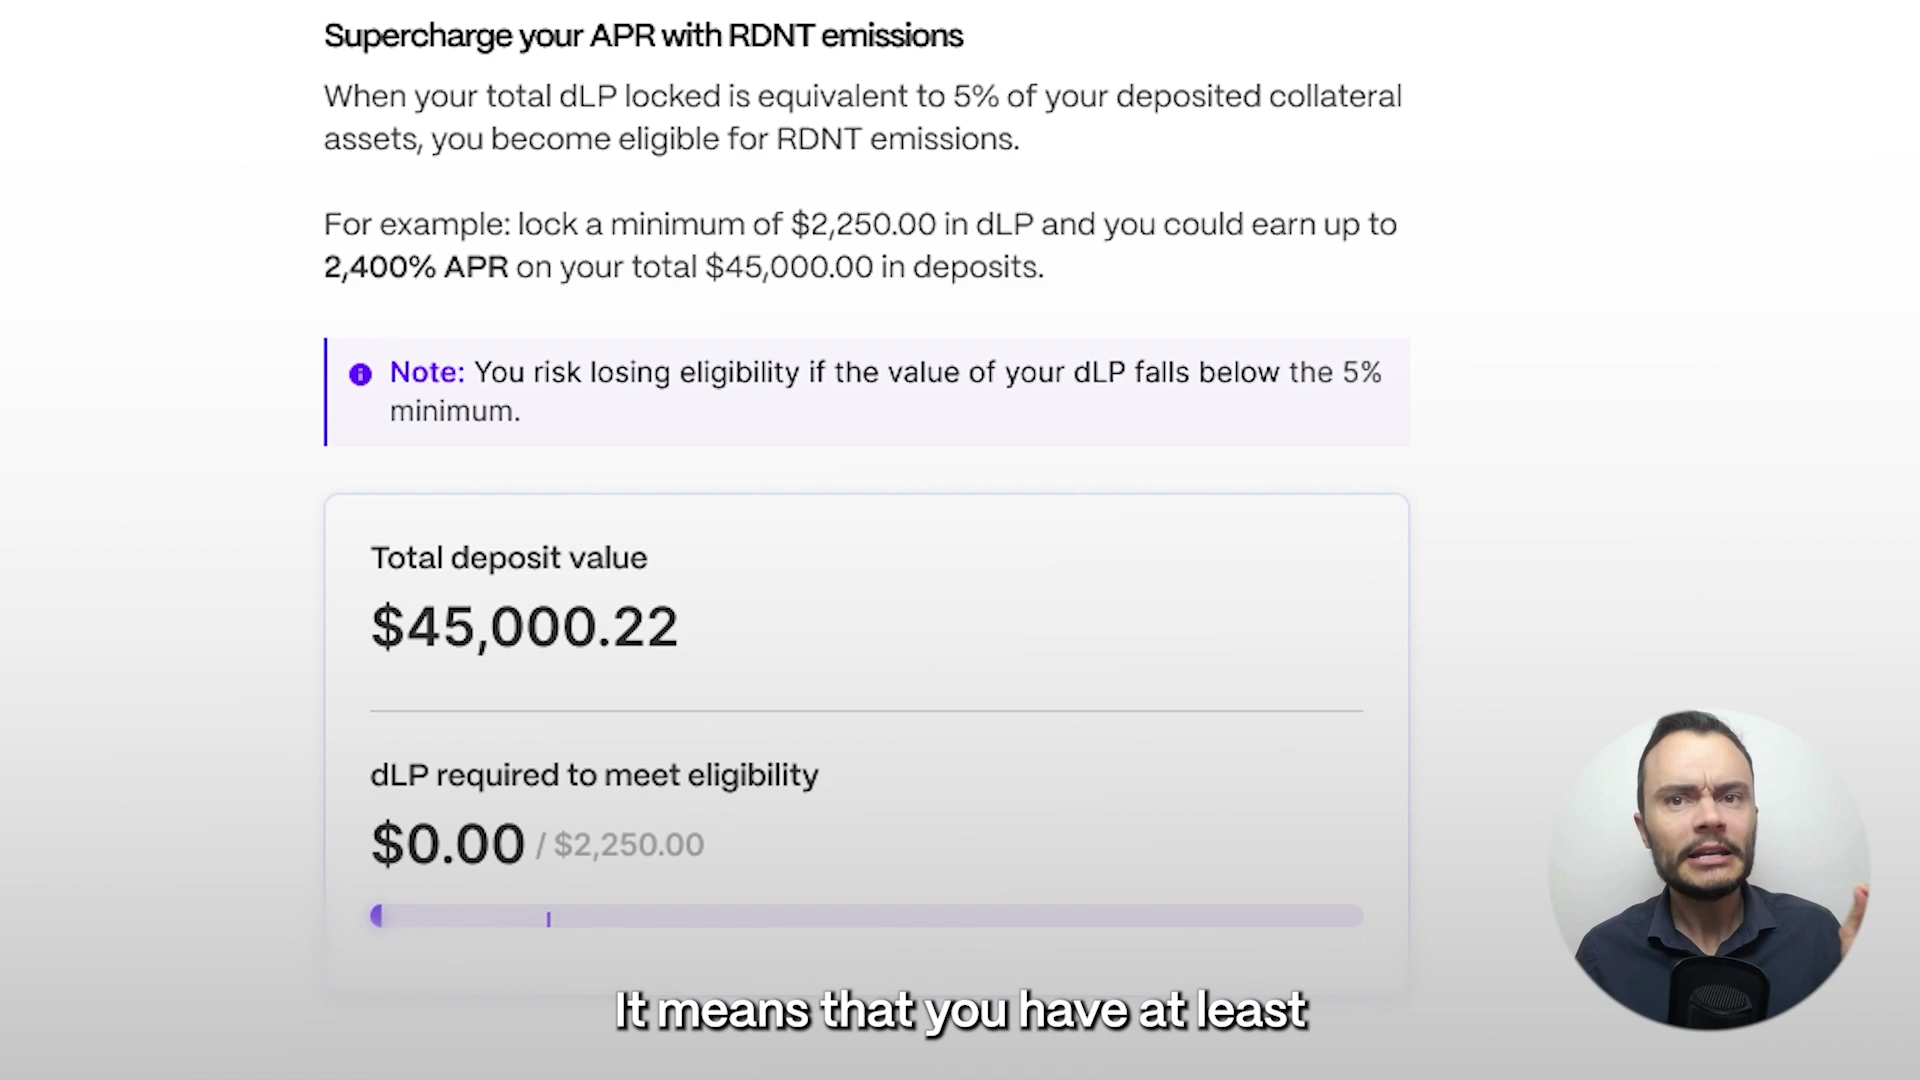 Supercharge your APR with RDNT emissions
When your total dLP locked is equivalent to 5% of your deposited collateral
assets, you become eligible for RDNT emissions.
For example: lock a minimum of $2,250.00 in dLP and you could earn up to
2,400% APR on your total $45,000.00 in deposits.
Note: You risk losing eligibility if the value of your dLP falls below the 5%
minimum.
Total deposit value
$45,000.22
dLP required to meet eligibility
$0.00 / $2,250.00
It means that you have at least